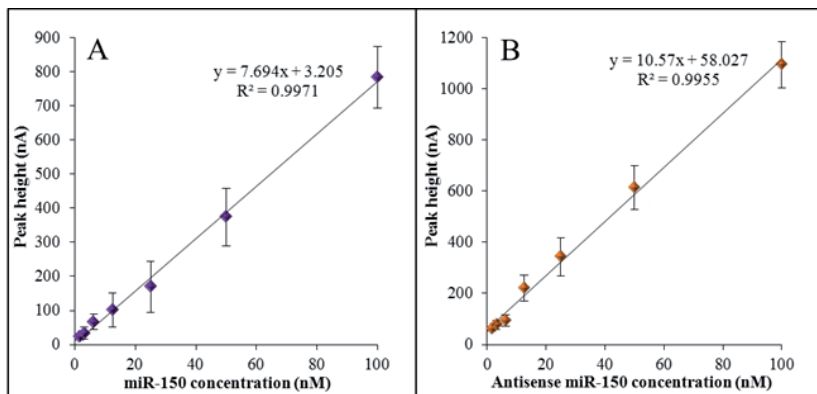 A
y = 7.694x + 3.205
R² = 0.9971
900
800
700
600
500
400
300
200
100
0
Peak height (nA)
0 20 40 60 80 100
miR-150 concentration (nM)
B
y = 10.57x + 58.027
R² = 0.9955
1200
1000
800
600
400
200
0
Peak height (nA)
0 20 40 60 80 100
Antisense miR-150 concentration (nM)